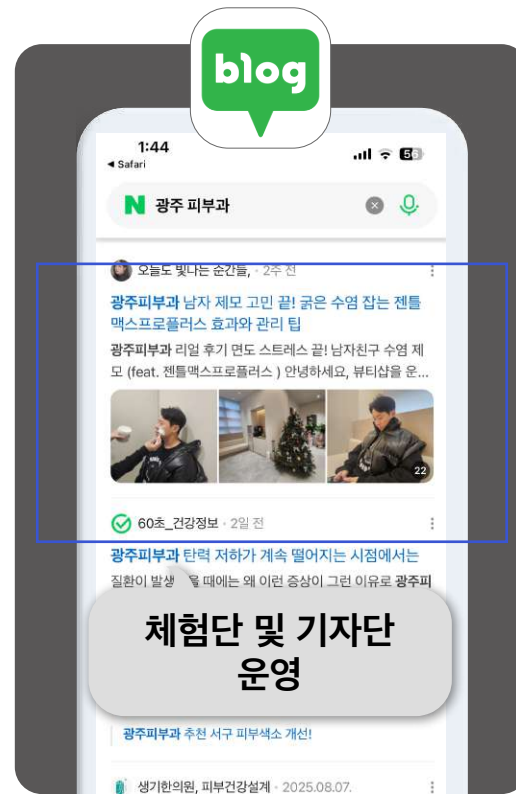 blog
1:44
◀ Safari
56
N 광주 피부과
오늘도 빛나는 순간들, · 2주 전
광주피부과 남자 제모 고민 끝! 굵은 수염 잡는 젠틀
맥스프로플러스 효과와 관리 팁
광주피부과 리얼 후기 면도 스트레스 끝! 남자친구 수염 제
모 (feat. 젠틀맥스프로플러스 ) 안녕하세요, 뷰티샵을 운...
22
60초_건강정보 · 2일 전
광주피부과 탄력 저하가 계속 떨어지는 시점에서는
질환이 발생 때에는 왜 이런 증상이 그런 이유로 광주피
체험단 및 기자단
운영
광주피부과 추천 서구 피부색소 개선!
생기한의원, 피부건강설계 · 2025.08.07.